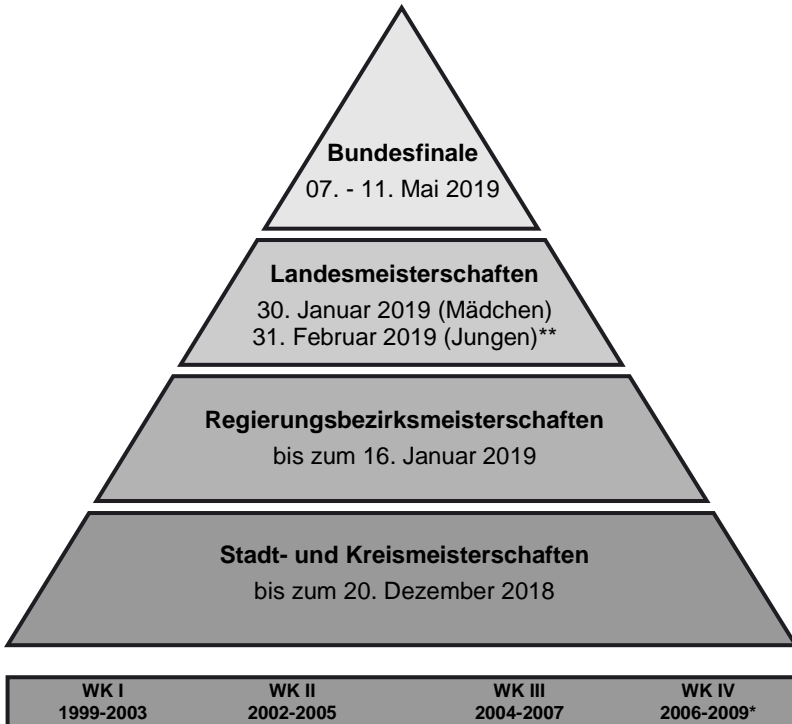 Bundesfinale
07. - 11. Mai 2019
Landesmeisterschaften
30. Januar 2019 (Mädchen)
31. Februar 2019 (Jungen)**
Regierungsbezirksmeisterschaften
bis zum 16. Januar 2019
Stadt- und Kreismeisterschaften
bis zum 20. Dezember 2018
WK I WK II WK III WK IV
1999-2003 2002-2005 2004-2007 2006-2009*